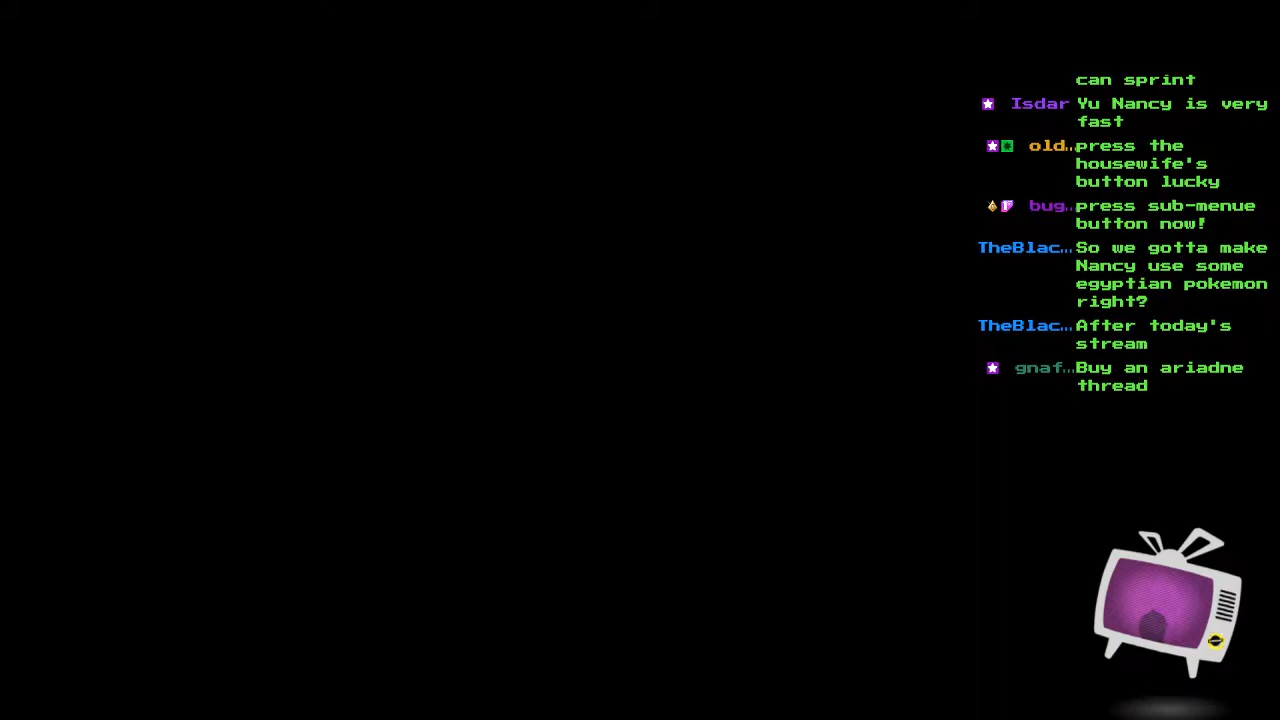 can sprint
Isdar Yu Nancy is very
fast
old... press the
housewife's
button lucky
bug... press sub-menue
button now!
TheBlac... So we gotta make
Nancy use some
egyptian pokemon
right?
TheBlac... After today's
stream
gnaf... Buy an ariadne
thread